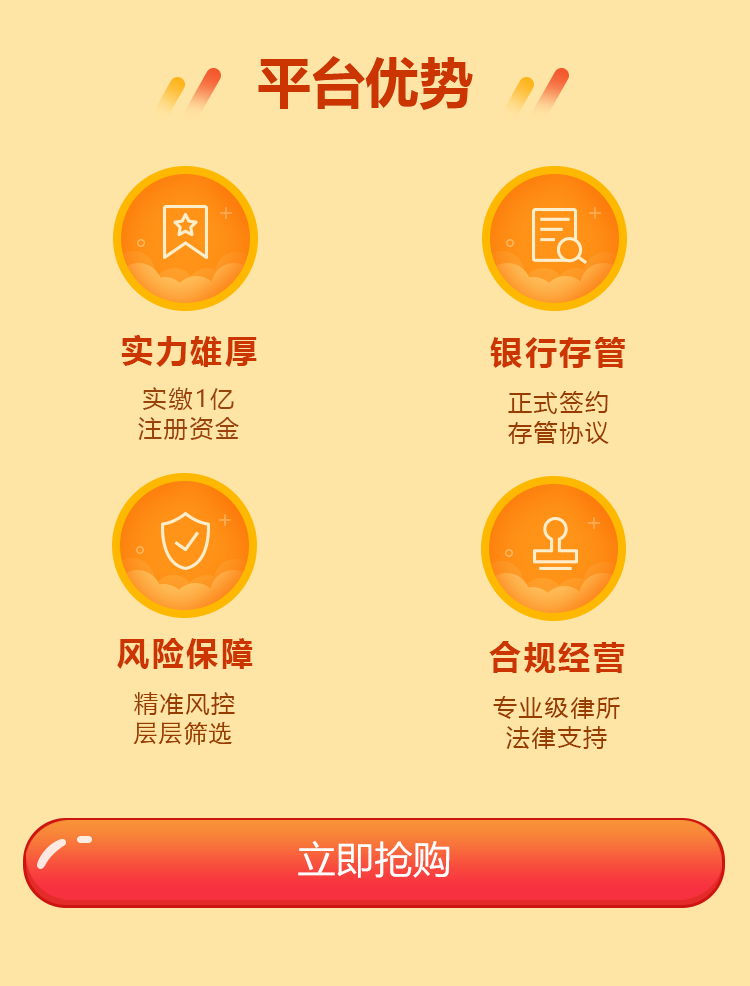 平台优势
实力雄厚
实缴1亿
注册资金
银行存管
正式签约
存管协议
风险保障
精准风控
层层筛选
合规经营
专业级律所
法律支持
立即抢购